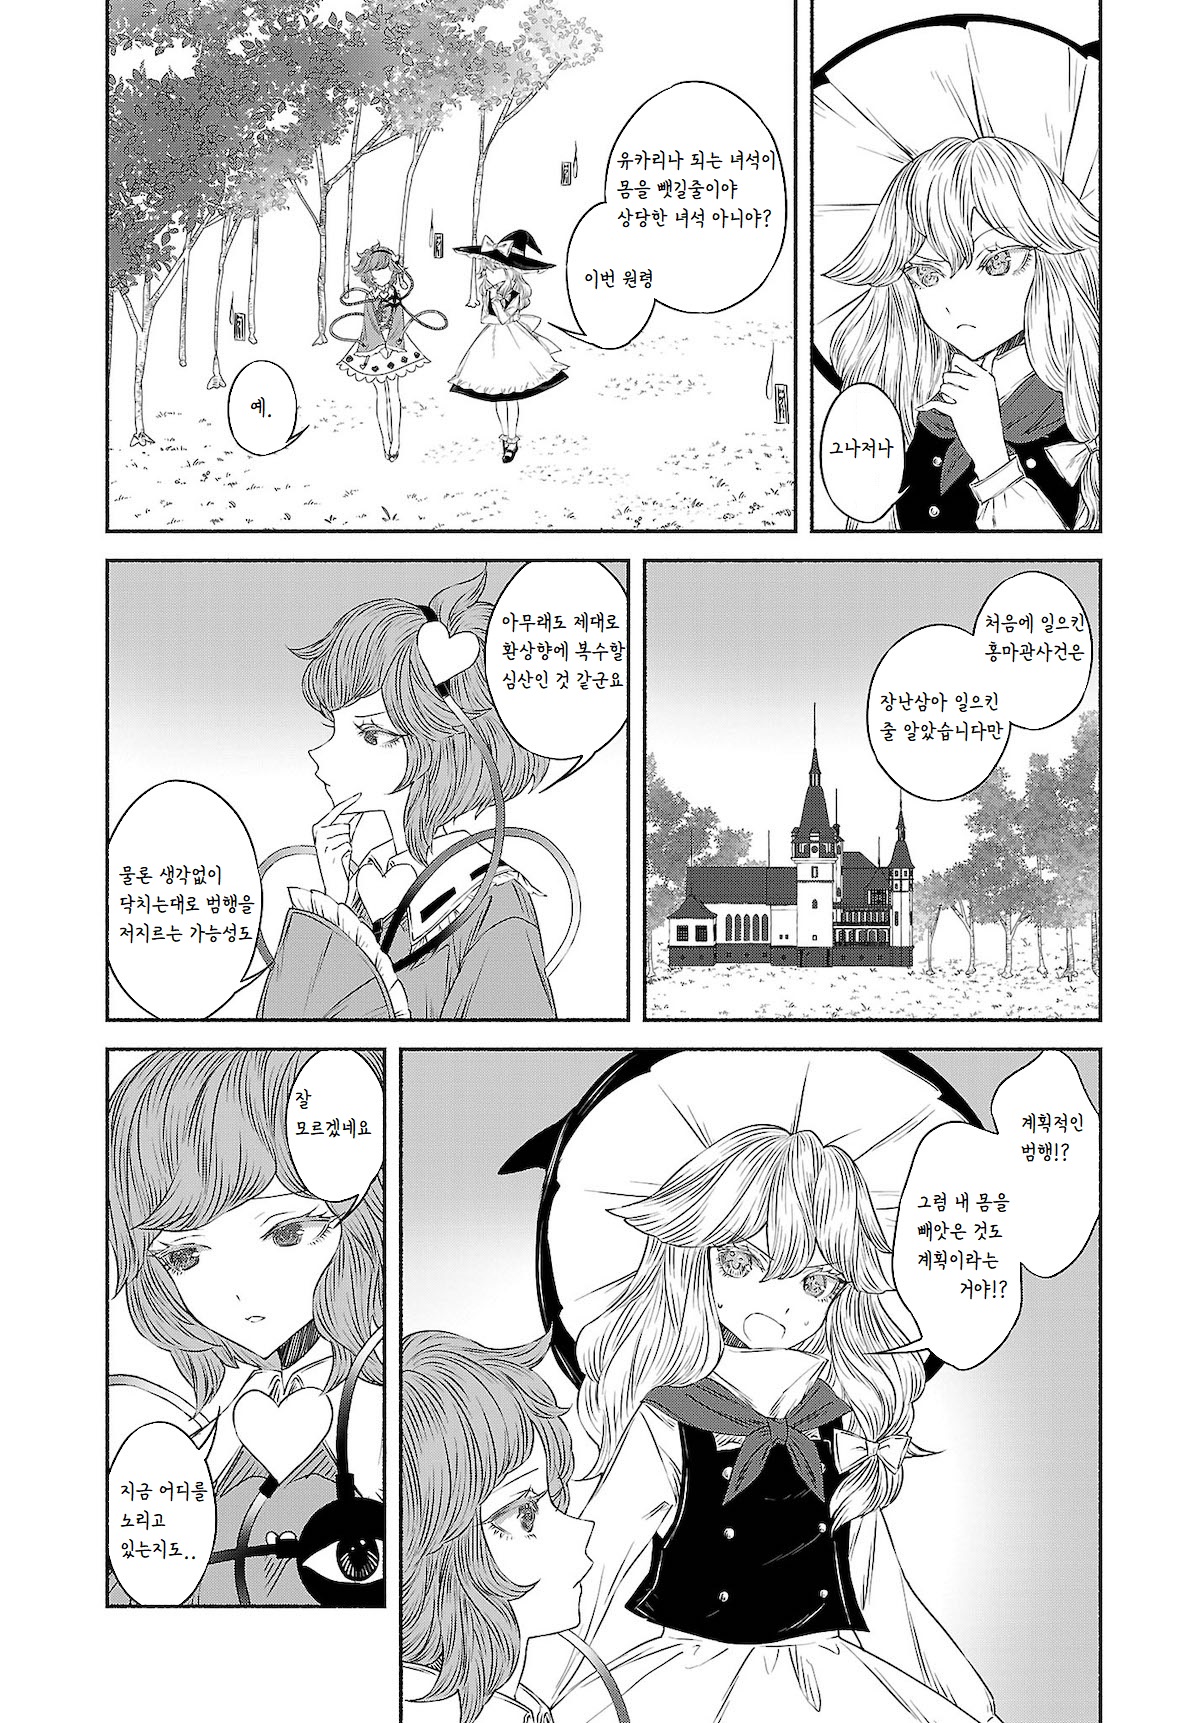 그나저나
유카리나 되는 녀석이
몸을 뺏길줄이야
상당한 녀석 아니야?
이번 원령
예.
처음에 일으킨
홍마관사건은
장난삼아 일으킨
줄 알았습니다만
아무래도 제대로
환상향에 복수할
심산인 것 같군요
물론 생각없이
닥치는대로 범행을
저지르는 가능성도
계획적인
범행!?
그럼 내 몸을
빼앗은 것도
계획이라는
거야!?
잘
모르겠네요
지금 어디를
노리고
있는지도..